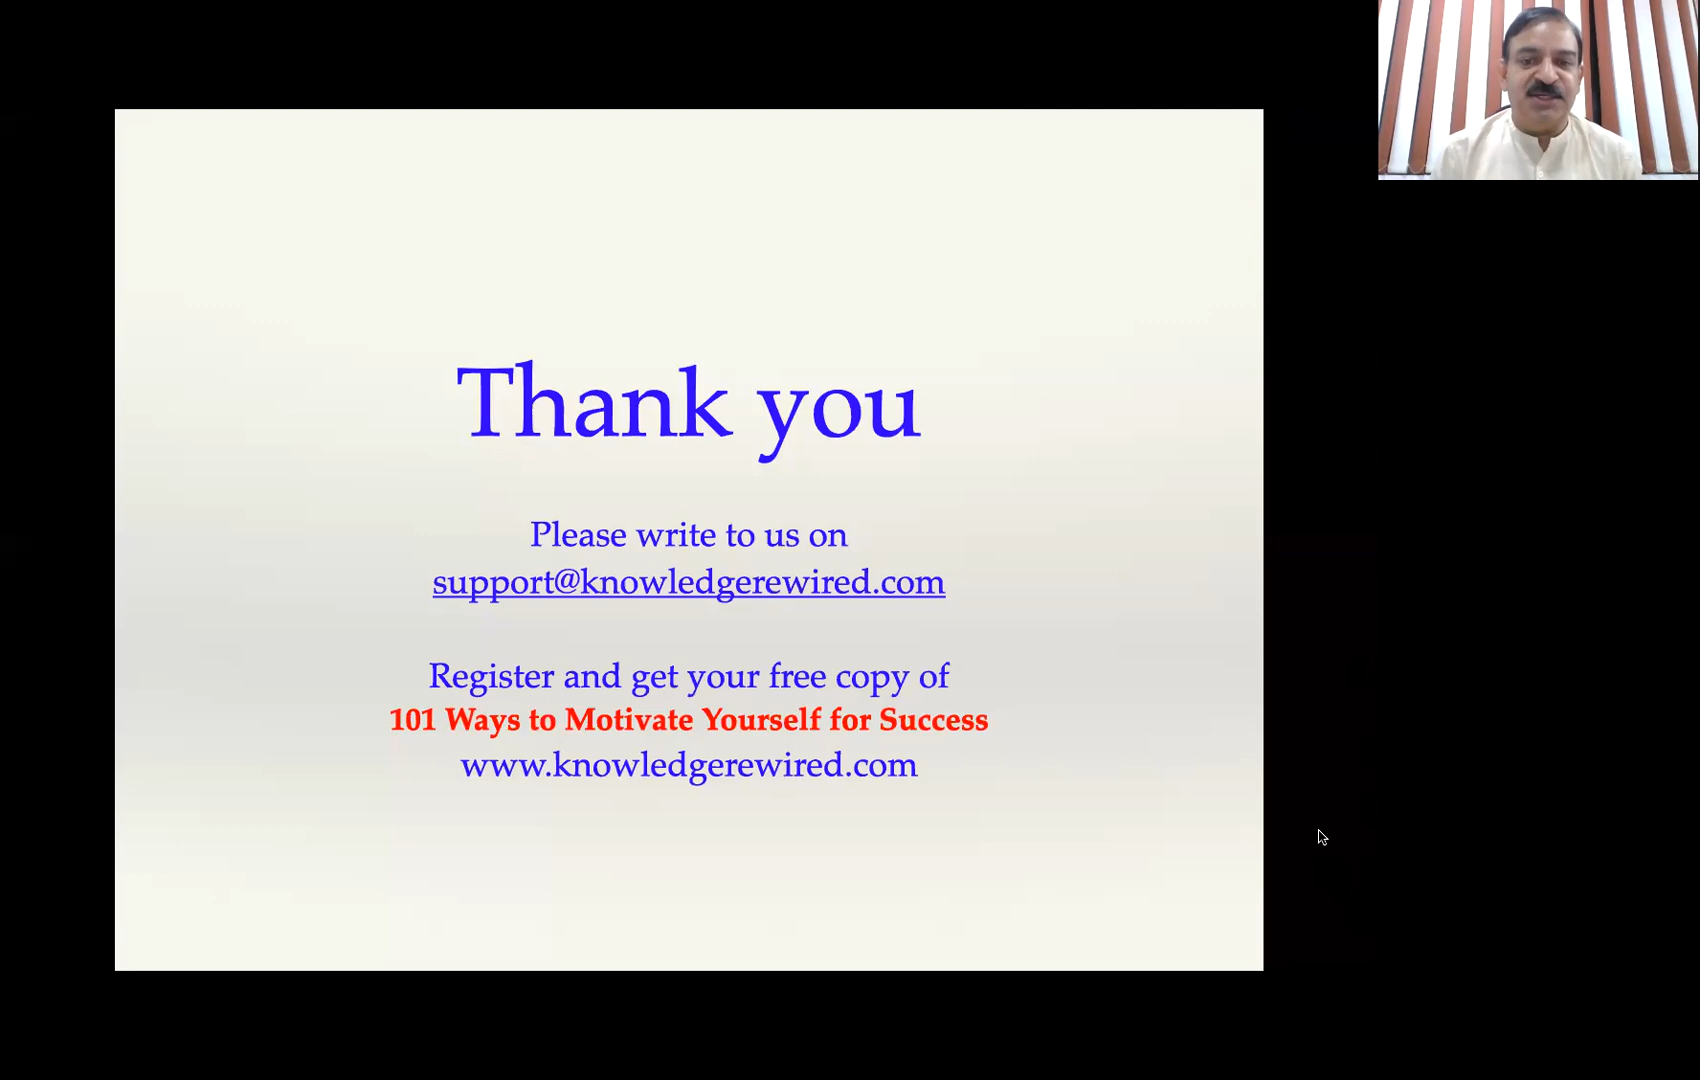 Thank you
Please write to us on
support@knowledgerewired.com
Register and get your free copy of
101 Ways to Motivate Yourself for Success
www.knowledgerewired.com